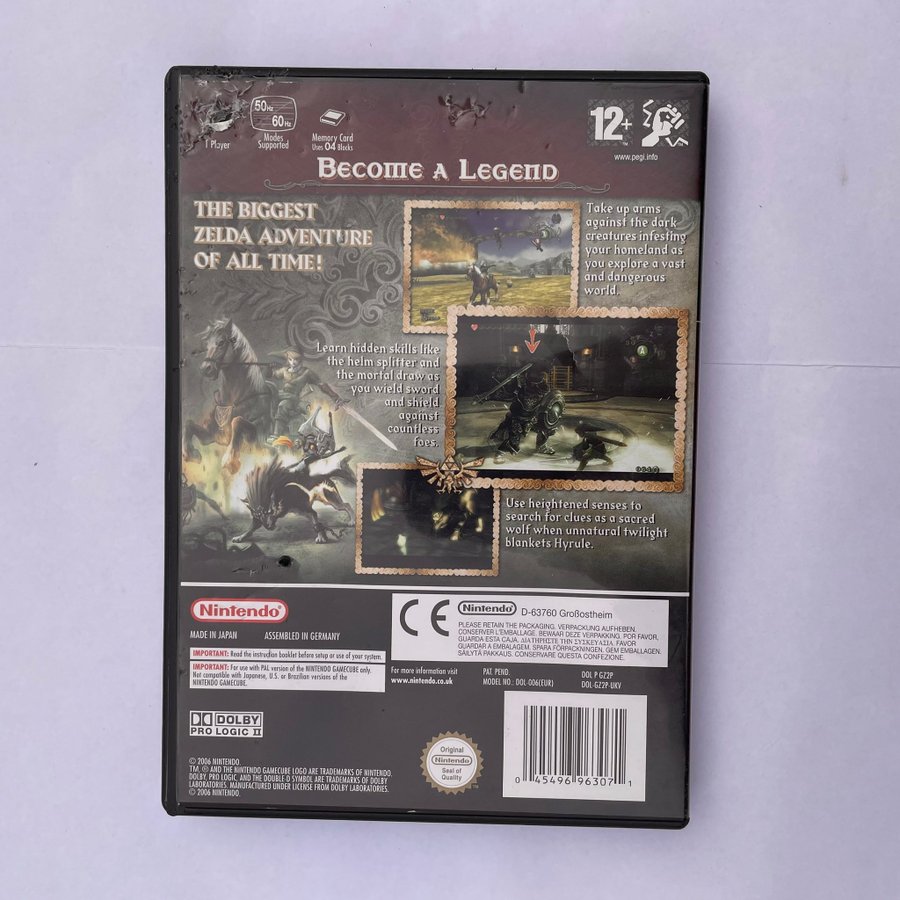 1 Player
50Hz
60Hz
Modes
Supported
Memory Card
Uses 04 Blocks
12+
™
www.pegi.info
BECOME A LEGEND
THE BIGGEST
ZELDA ADVENTURE
OF ALL TIME!
Take up arms
against the dark
creatures infesting
your homeland as
you explore a vast
and dangerous
world.
Learn hidden skills like
the helm splitter and
the mortal draw as
you wield sword
and shield
against
countless
foes.
A
Use heightened senses to
search for clues as a sacred
wolf when unnatural twilight
blankets Hyrule.
Nintendo®
MADE IN JAPAN ASSEMBLED IN GERMANY
IMPORTANT: Read the instruction booklet before setup or use of your system.
IMPORTANT: For use with PAL version of the NINTENDO GAMECUBE only.
Not compatible with Japanese, U.S. or Brazilian versions of the
NINTENDO GAMECUBE.
CE
Nintendo® D-63760 Großostheim
PLEASE RETAIN THE PACKAGING. VERPACKUNG AUFHEBEN.
CONSERVER L'EMBALLAGE. BEWAAR DEZE VERPAKKING. POR FAVOR,
GUARDA ESTA CAJA. ΔΙΑΤΗΡΗΣΤΕ ΤΗΝ ΣΥΣΚΕΥΑΣΙΑ. FAVOR
GUARDAR A EMBALAGEM. SPARA FÖRPACKNINGEN. GEM EMBALLAGEN.
SÄILYTÄ PAKKAUS. CONSERVARE QUESTA CONFEZIONE.
For more information visit
www.nintendo.co.uk
PAT. PEND.
MODEL NO.: DOL-006(EUR)
DOL P GZ2P
DOL-GZ2P-UKV
DOLBY
PRO LOGIC II
© 2006 NINTENDO.
TM, ® AND THE NINTENDO GAMECUBE LOGO ARE TRADEMARKS OF NINTENDO.
DOLBY, PRO LOGIC, AND THE DOUBLE-D SYMBOL ARE TRADEMARKS OF DOLBY
LABORATORIES. MANUFACTURED UNDER LICENSE FROM DOLBY LABORATORIES.
© 2006 NINTENDO.
Original
Nintendo
Seal of
Quality
0 45496 96307 1